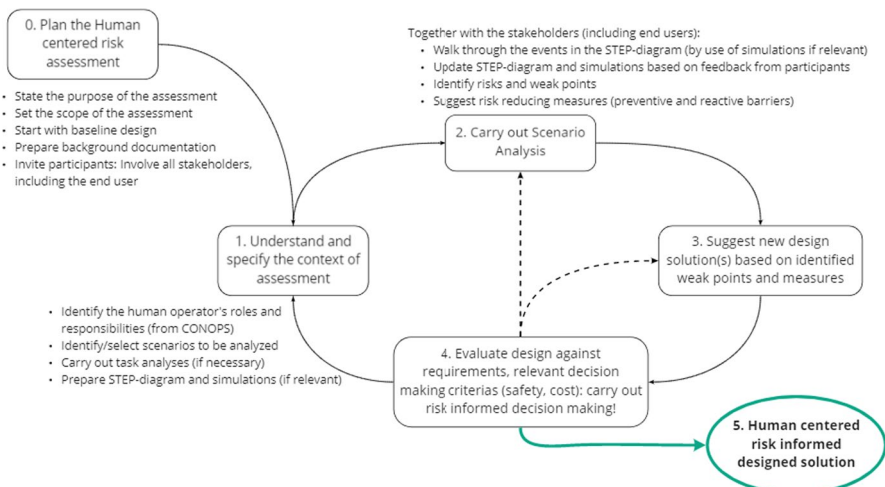 0. Plan the Human
centered risk
assessment
• State the purpose of the assessment
• Set the scope of the assessment
• Start with baseline design
• Prepare background documentation
• Invite participants: Involve all stakeholders,
including the end user
Together with the stakeholders (including end users):
• Walk through the events in the STEP-diagram (by use of simulations if relevant)
• Update STEP-diagram and simulations based on feedback from participants
• Identify risks and weak points
• Suggest risk reducing measures (preventive and reactive barriers)
2. Carry out Scenario
Analysis
1. Understand and
specify the context of
assessment
3. Suggest new design
solution(s) based on identified
weak points and measures
• Identify the human operator's roles and
responsibilities (from CONOPS)
• Identify/select scenarios to be analyzed
• Carry out task analyses (if necessary)
• Prepare STEP-diagram and simulations (if relevant)
4. Evaluate design against
requirements, relevant decision
making criterias (safety, cost): carry out
risk informed decision making!
5. Human centered
risk informed
designed solution